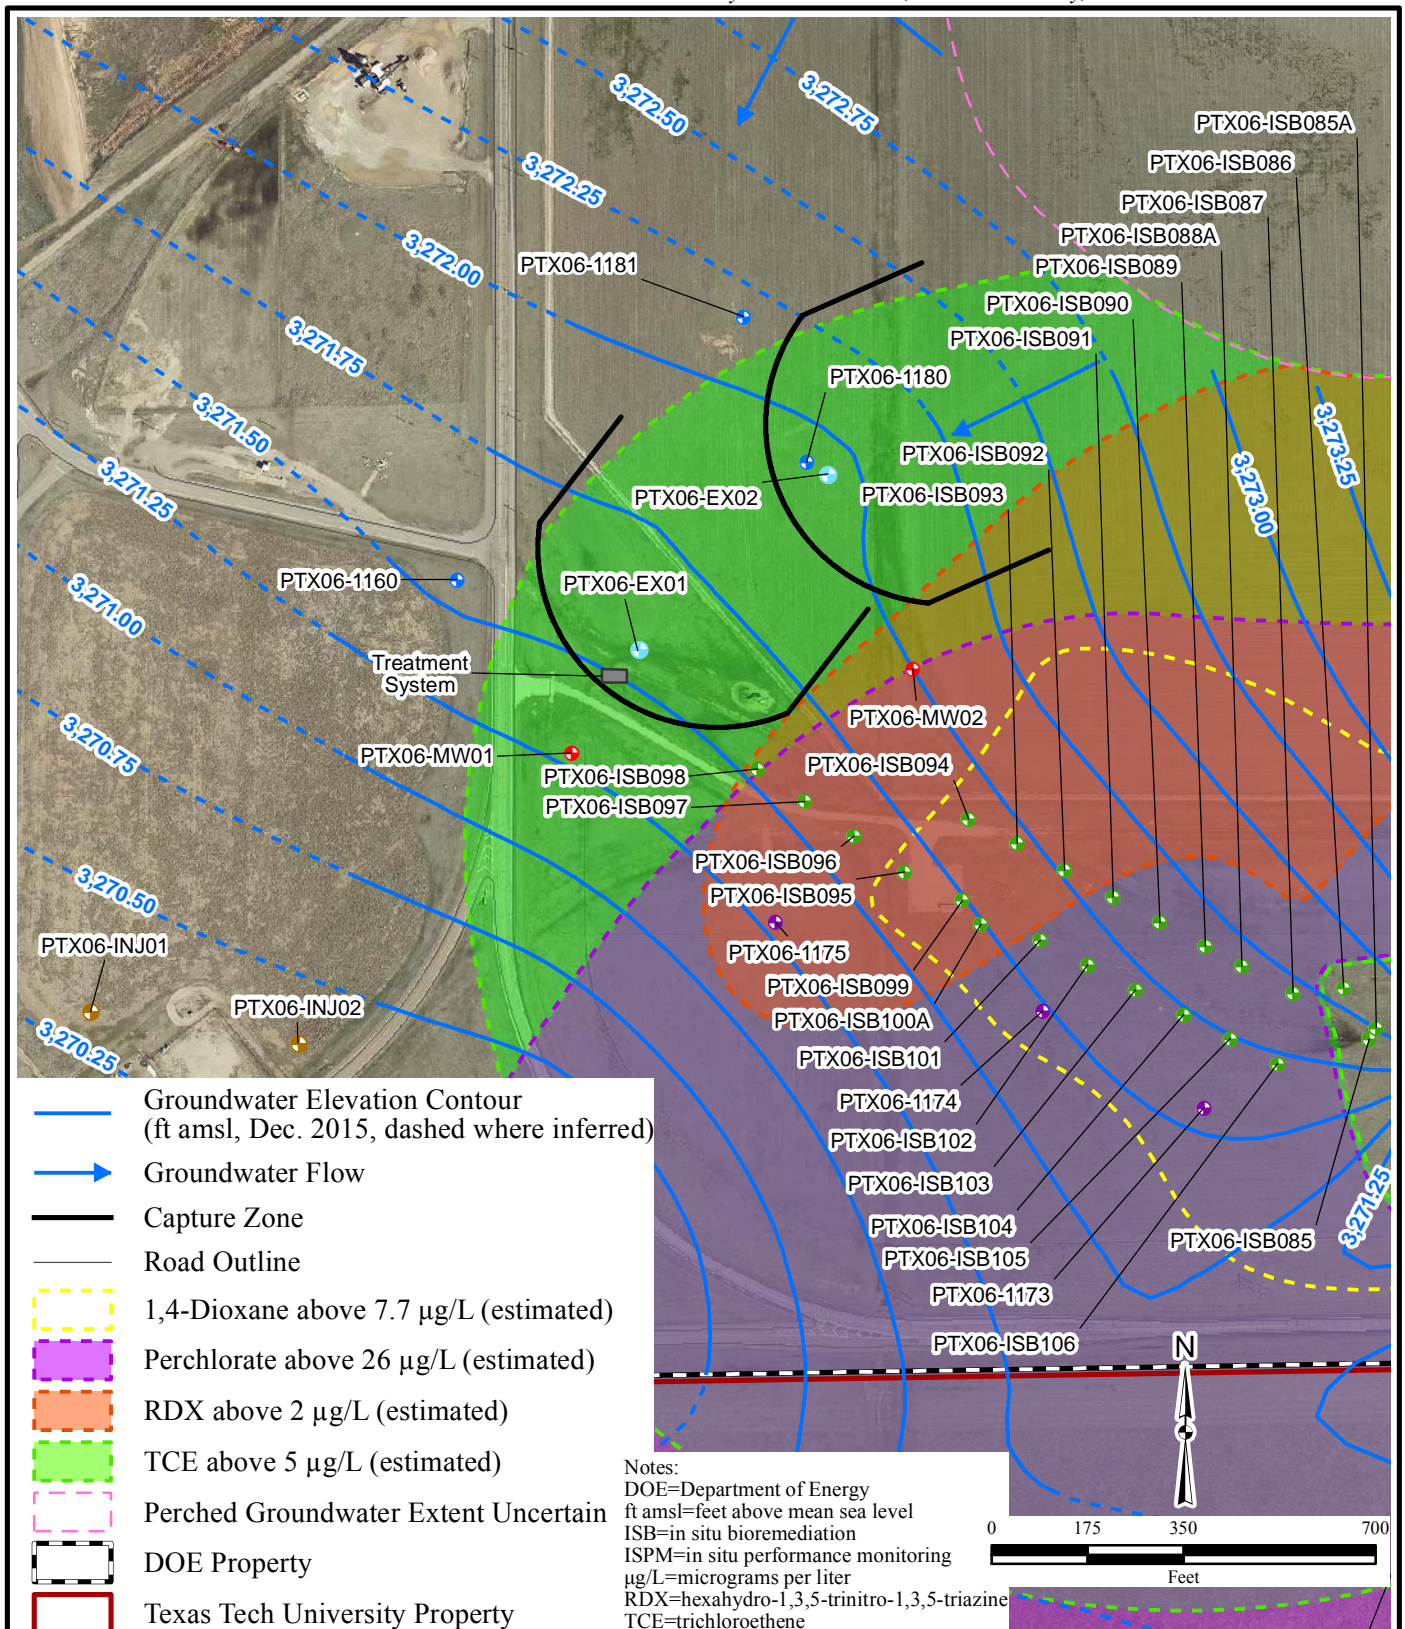 3,272.50
3,272.75
PTX06-ISB085A
PTX06-ISB086
3,272.25
PTX06-ISB087
3,272.00
PTX06-ISB088A
PTX06-1181
PTX06-ISB089
PTX06-ISB090
3,271.75
PTX06-ISB091
PTX06-1180
3,271.50
3,273.25
PTX06-ISB092
3,271.25
PTX06-EX02
PTX06-ISB093
3,273.00
PTX06-1160
PTX06-EX01
3,271.00
Treatment
System
PTX06-MW02
3,270.75
PTX06-MW01
PTX06-ISB098
PTX06-ISB094
PTX06-ISB097
PTX06-ISB096
3,270.50
PTX06-ISB095
PTX06-INJ01
PTX06-1175
PTX06-ISB099
PTX06-INJ02
PTX06-ISB100A
3,270.25
PTX06-ISB101
PTX06-1174
PTX06-ISB102
PTX06-ISB103
PTX06-ISB104
3,271.25
PTX06-ISB085
PTX06-ISB105
PTX06-1173
PTX06-ISB106
N
Groundwater Elevation Contour
(ft amsl, Dec. 2015, dashed where inferred)
Groundwater Flow
Capture Zone
Road Outline
1,4-Dioxane above 7.7 µg/L (estimated)
Perchlorate above 26 µg/L (estimated)
RDX above 2 µg/L (estimated)
TCE above 5 µg/L (estimated)
Perched Groundwater Extent Uncertain
DOE Property
Texas Tech University Property
Notes:
DOE=Department of Energy
ft amsl=feet above mean sea level
ISB=in situ bioremediation
ISPM=in situ performance monitoring
µg/L=micrograms per liter
RDX=hexahydro-1,3,5-trinitro-1,3,5-triazine
TCE=trichloroethene
0 175 350 700
Feet